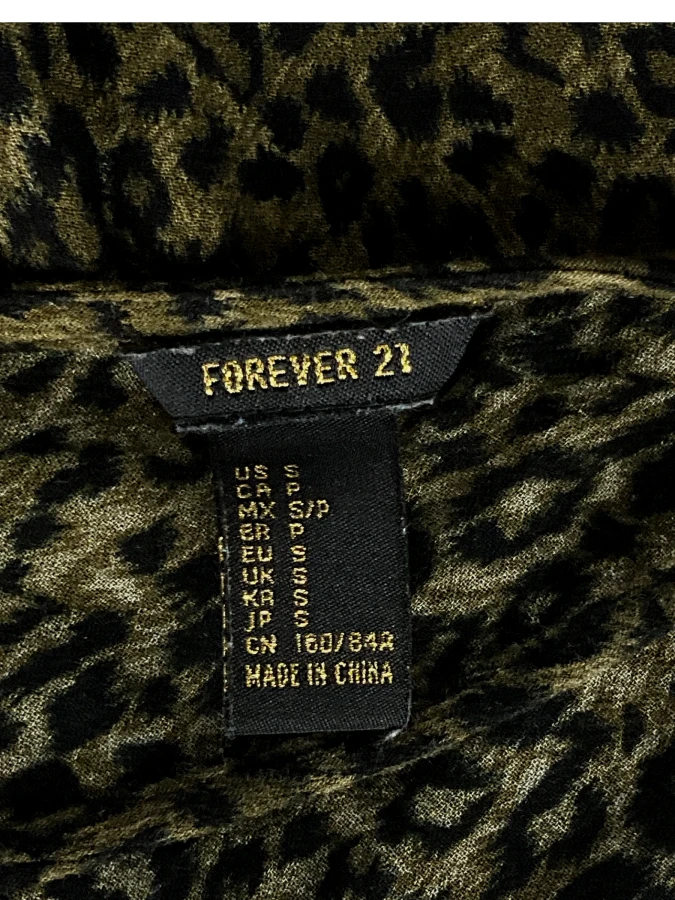 FOREVER 21
US S
CA P
MX S/P
BR P
EU S
UK S
KR S
JP S
CN 160/84A
MADE IN CHINA